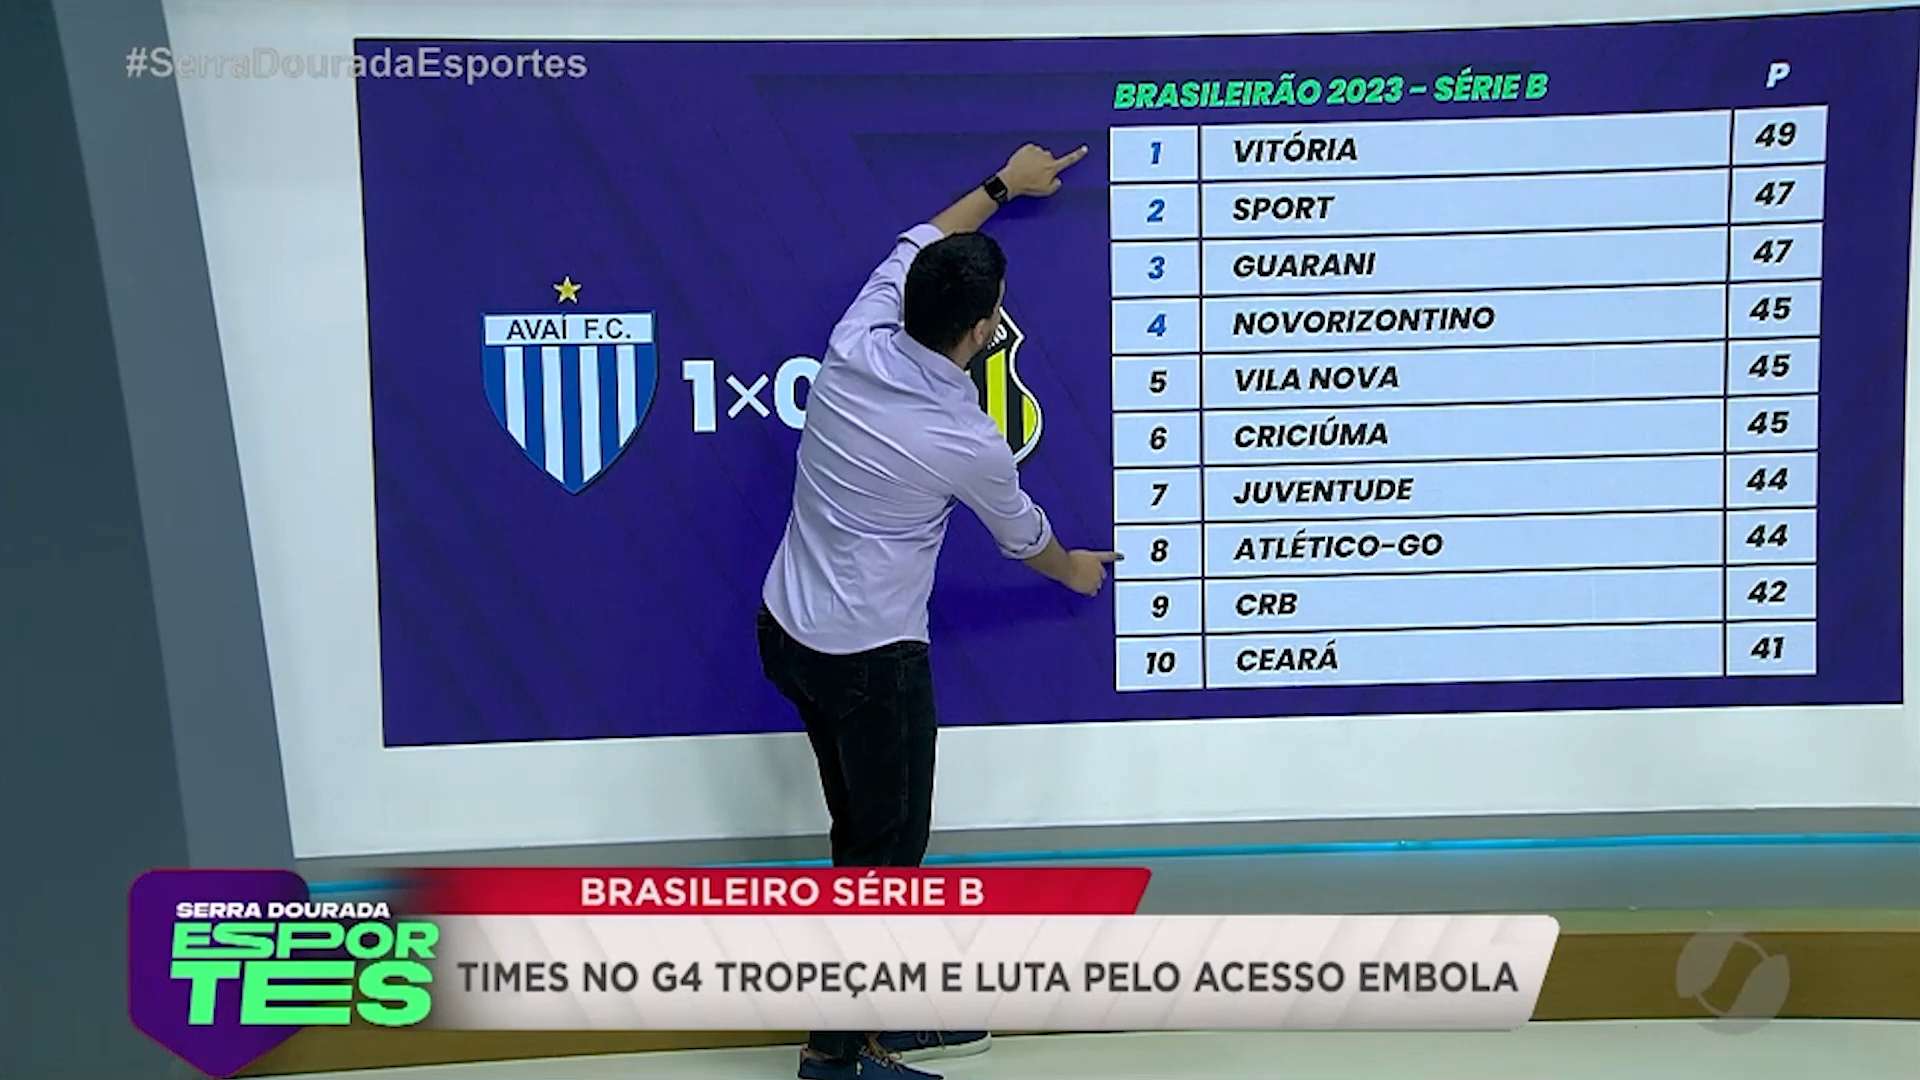 #SerraDouradaEsportes
BRASILEIRÃO 2023 - SÉRIE B P
1 VITÓRIA 49
2 SPORT 47
3 GUARANI 47
4 NOVORIZONTINO 45
5 VILA NOVA 45
6 CRICIÚMA 45
7 JUVENTUDE 44
8 ATLÉTICO-GO 44
9 CRB 42
10 CEARÁ 41
AVAÍ F.C.
1×0
BRASILEIRO SÉRIE B
SERRA DOURADA
ESPOR
TES
TIMES NO G4 TROPEÇAM E LUTA PELO ACESSO EMBOLA